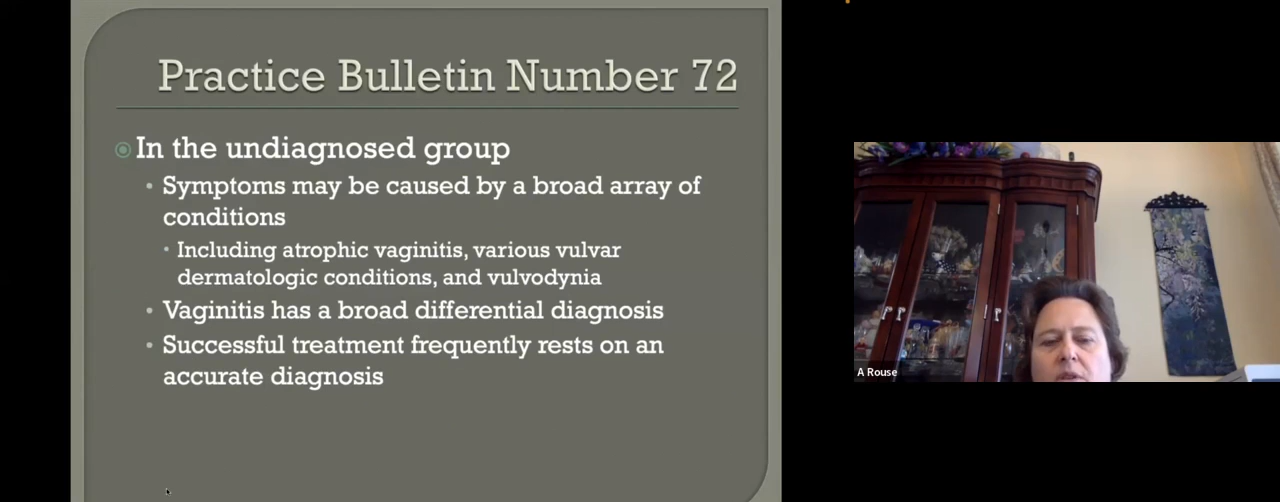 Practice Bulletin Number 72
In the undiagnosed group
Symptoms may be caused by a broad array of
conditions
Including atrophic vaginitis, various vulvar
dermatologic conditions, and vulvodynia
Vaginitis has a broad differential diagnosis
Successful treatment frequently rests on an
accurate diagnosis
A Rouse